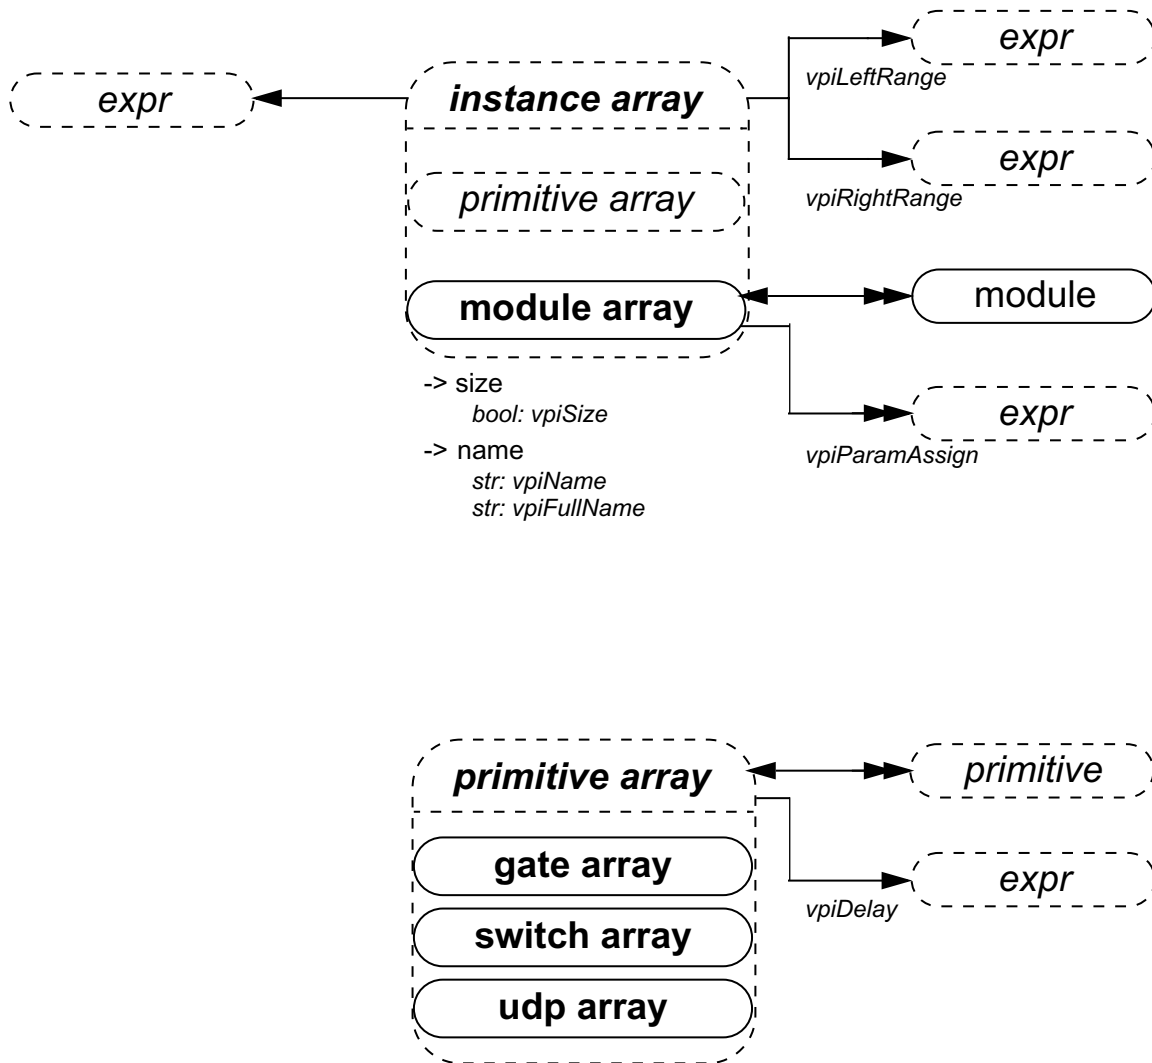 expr
vpiLeftRange
expr
instance array
expr
vpiRightRange
primitive array
module array
module
-> size
bool: vpiSize
-> name
str: vpiName
str: vpiFullName
expr
vpiParamAssign
primitive array
primitive
gate array
expr
vpiDelay
switch array
udp array